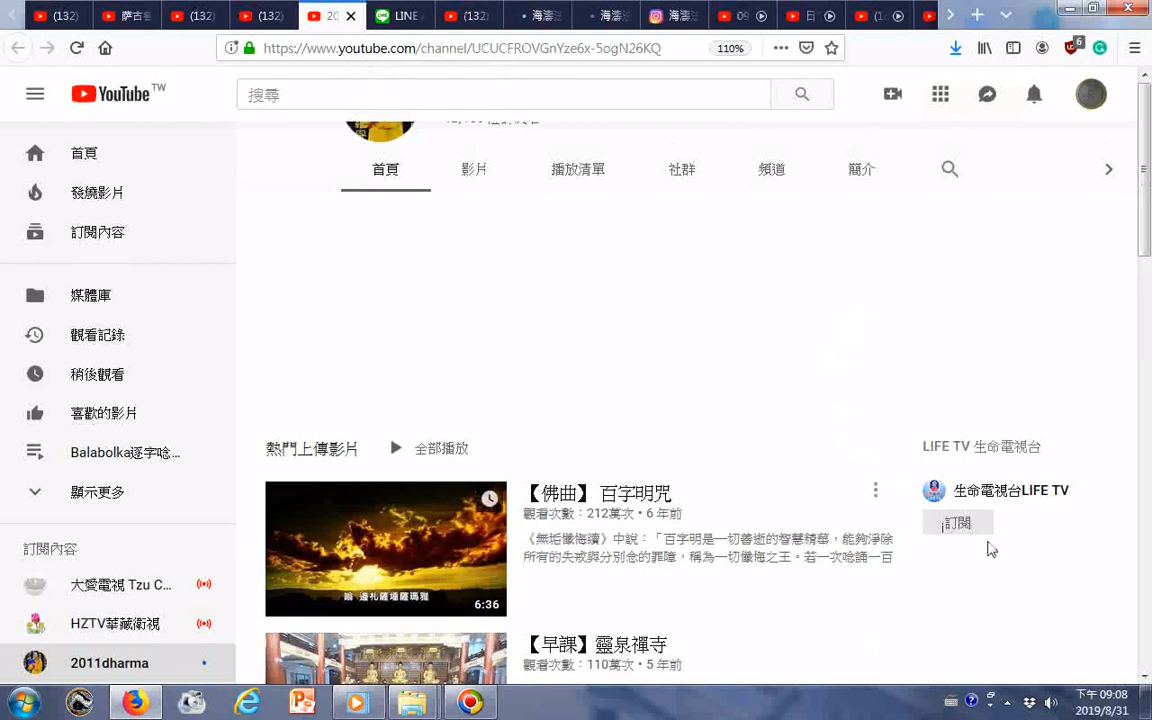 (132)
萨古
(132)
(132)
20
LINE
(132)
海濤
海濤
海濤
09
日
(1
https://www.youtube.com/channel/UCUCFROVGnYze6x-5ogN26KQ
110%
6
YouTube TW
搜尋
首頁
影片
播放清單
社群
頻道
簡介
首頁
發燒影片
訂閱內容
媒體庫
觀看記錄
稍後觀看
喜歡的影片
Balabolka逐字唸...
顯示更多
訂閱內容
大愛電視 Tzu C...
HZTV華藏衛視
2011dharma
熱門上傳影片
全部播放
6:36
【佛曲】 百字明咒
觀看次數：212萬次 • 6 年前
《無垢懺悔續》中說：「百字明是一切善逝的智慧精華，能夠淨除
所有的失戒與分別念的罪障，稱為一切懺悔之王。若一次唸誦一百
【早課】靈泉禪寺
觀看次數：110萬次 • 5 年前
LIFE TV 生命電視台
生命電視台LIFE TV
訂閱
下午 09:08
2019/8/31